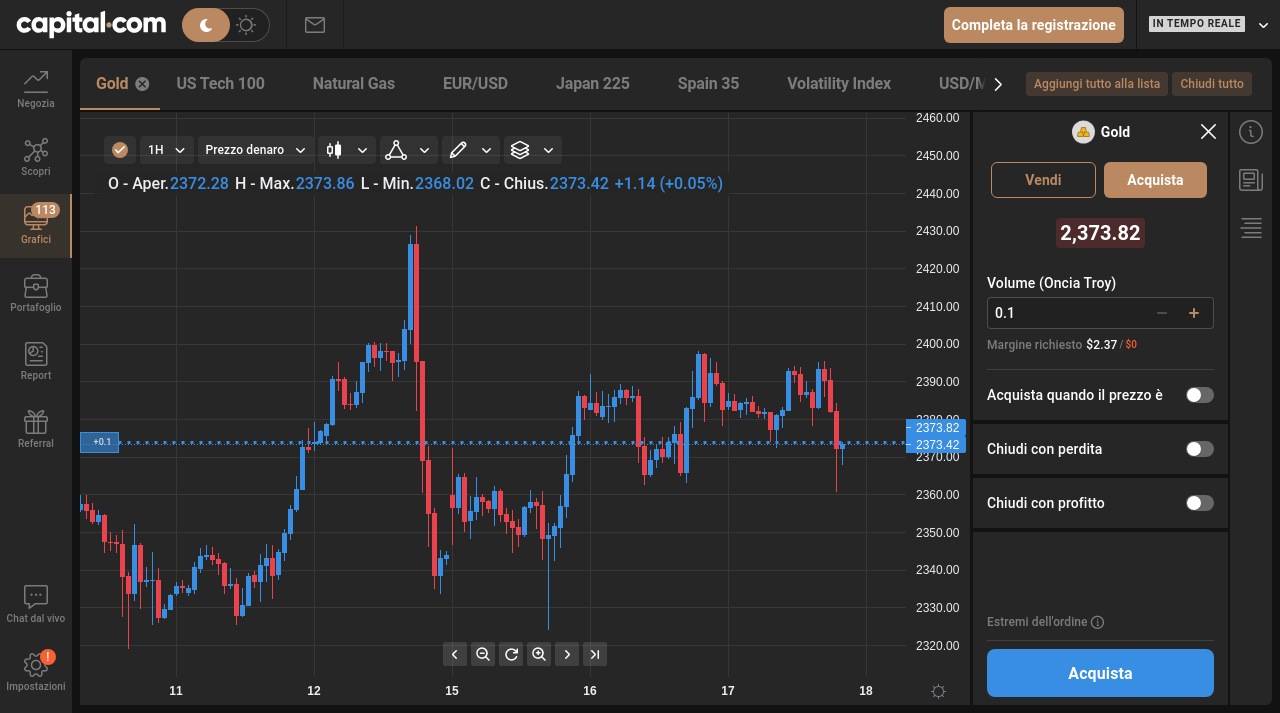 capital.com
Completa la registrazione
IN TEMPO REALE
Negozia
Scopri
113
Grafici
Portafoglio
Report
Referral
Chat dal vivo
!
Impostazioni
Gold
US Tech 100
Natural Gas
EUR/USD
Japan 225
Spain 35
Volatility Index
USD/M
Aggiungi tutto alla lista
Chiudi tutto
1H
Prezzo denaro
O - Aper.2372.28 H - Max.2373.86 L - Min.2368.02 C - Chius.2373.42 +1.14 (+0.05%)
2460.00
2450.00
2440.00
2430.00
2420.00
2410.00
2400.00
2390.00
2380.00
2373.82
2373.42
2370.00
2360.00
2350.00
2340.00
2330.00
2320.00
+0.1
11
12
15
16
17
18
Gold
Vendi
Acquista
2,373.82
Volume (Oncia Troy)
0.1
Margine richiesto $2.37 / $0
Acquista quando il prezzo è
Chiudi con perdita
Chiudi con profitto
Estremi dell'ordine
Acquista